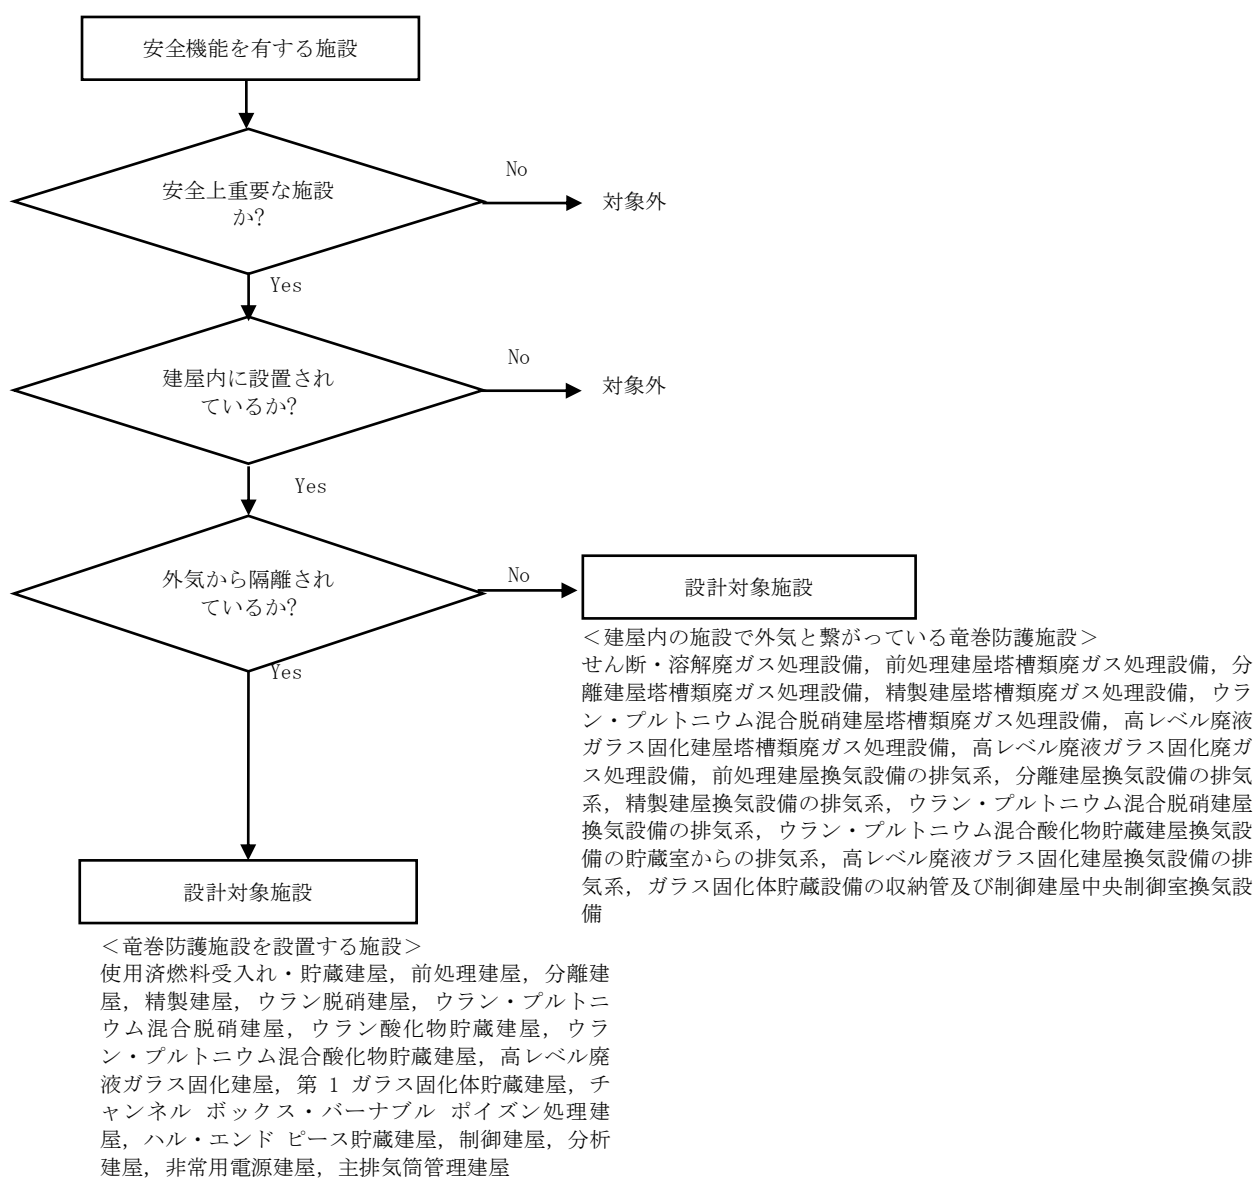 安全機能を有する施設
安全上重要な施設
か?
No
対象外
Yes
建屋内に設置され
ているか?
No
対象外
Yes
外気から隔離され
ているか?
No
設計対象施設
＜建屋内の施設で外気と繋がっている竜巻防護施設＞
せん断・溶解廃ガス処理設備，前処理建屋塔槽類廃ガス処理設備，分
離建屋塔槽類廃ガス処理設備，精製建屋塔槽類廃ガス処理設備，ウラ
ン・プルトニウム混合脱硝建屋塔槽類廃ガス処理設備，高レベル廃液
ガラス固化建屋塔槽類廃ガス処理設備，高レベル廃液ガラス固化廃ガ
ス処理設備，前処理建屋換気設備の排気系，分離建屋換気設備の排気
系，精製建屋換気設備の排気系，ウラン・プルトニウム混合脱硝建屋
換気設備の排気系，ウラン・プルトニウム混合酸化物貯蔵建屋換気設
備の貯蔵室からの排気系，高レベル廃液ガラス固化建屋換気設備の排
気系，ガラス固化体貯蔵設備の収納管及び制御建屋中央制御室換気設
備
Yes
設計対象施設
＜竜巻防護施設を設置する施設＞
使用済燃料受入れ・貯蔵建屋，前処理建屋，分離建
屋，精製建屋，ウラン脱硝建屋，ウラン・プルトニ
ウム混合脱硝建屋，ウラン酸化物貯蔵建屋，ウラ
ン・プルトニウム混合酸化物貯蔵建屋，高レベル廃
液ガラス固化建屋，第 1 ガラス固化体貯蔵建屋，チ
ャンネル ボックス・バーナブル ポイズン処理建
屋，ハル・エンド ピース貯蔵建屋，制御建屋，分析
建屋，非常用電源建屋，主排気筒管理建屋